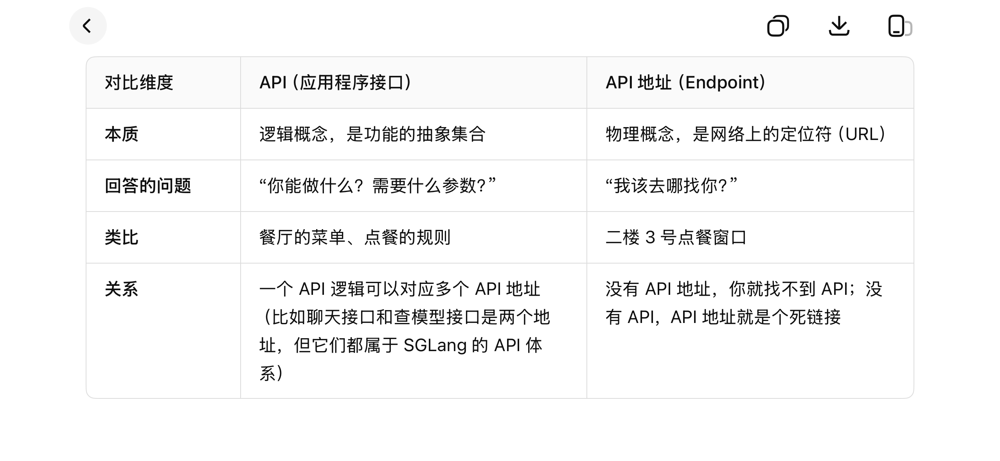 对比维度
API（应用程序接口）
API 地址（Endpoint）
本质
逻辑概念，是功能的抽象集合
物理概念，是网络上的定位符（URL）
回答的问题
“你能做什么？需要什么参数？”
“我该去哪找你？”
类比
餐厅的菜单、点餐的规则
二楼 3 号点餐窗口
关系
一个 API 逻辑可以对应多个 API 地址
（比如聊天接口和查模型接口是两个地
址，但它们都属于 SGLang 的 API 体
系）
没有 API 地址，你就找不到 API；没
有 API，API 地址就是个死链接